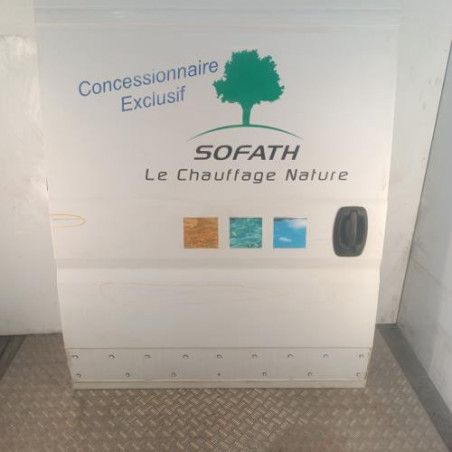 Concessionnaire
Exclusif
SOFATH
Le Chauffage Nature